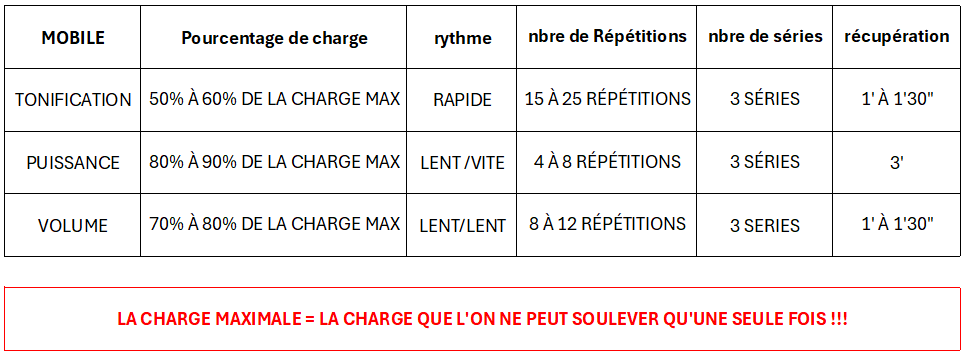 MOBILE Pourcentage de charge rythme nbre de Répétitions nbre de séries récupération
TONIFICATION 50% À 60% DE LA CHARGE MAX RAPIDE 15 À 25 RÉPÉTITIONS 3 SÉRIES 1' À 1'30"
PUISSANCE 80% À 90% DE LA CHARGE MAX LENT /VITE 4 À 8 RÉPÉTITIONS 3 SÉRIES 3'
VOLUME 70% À 80% DE LA CHARGE MAX LENT/LENT 8 À 12 RÉPÉTITIONS 3 SERIES 1' À 1'30"
LA CHARGE MAXIMALE = LA CHARGE QUE L'ON NE PEUT SOULEVER QU'UNE SEULE FOIS !!!